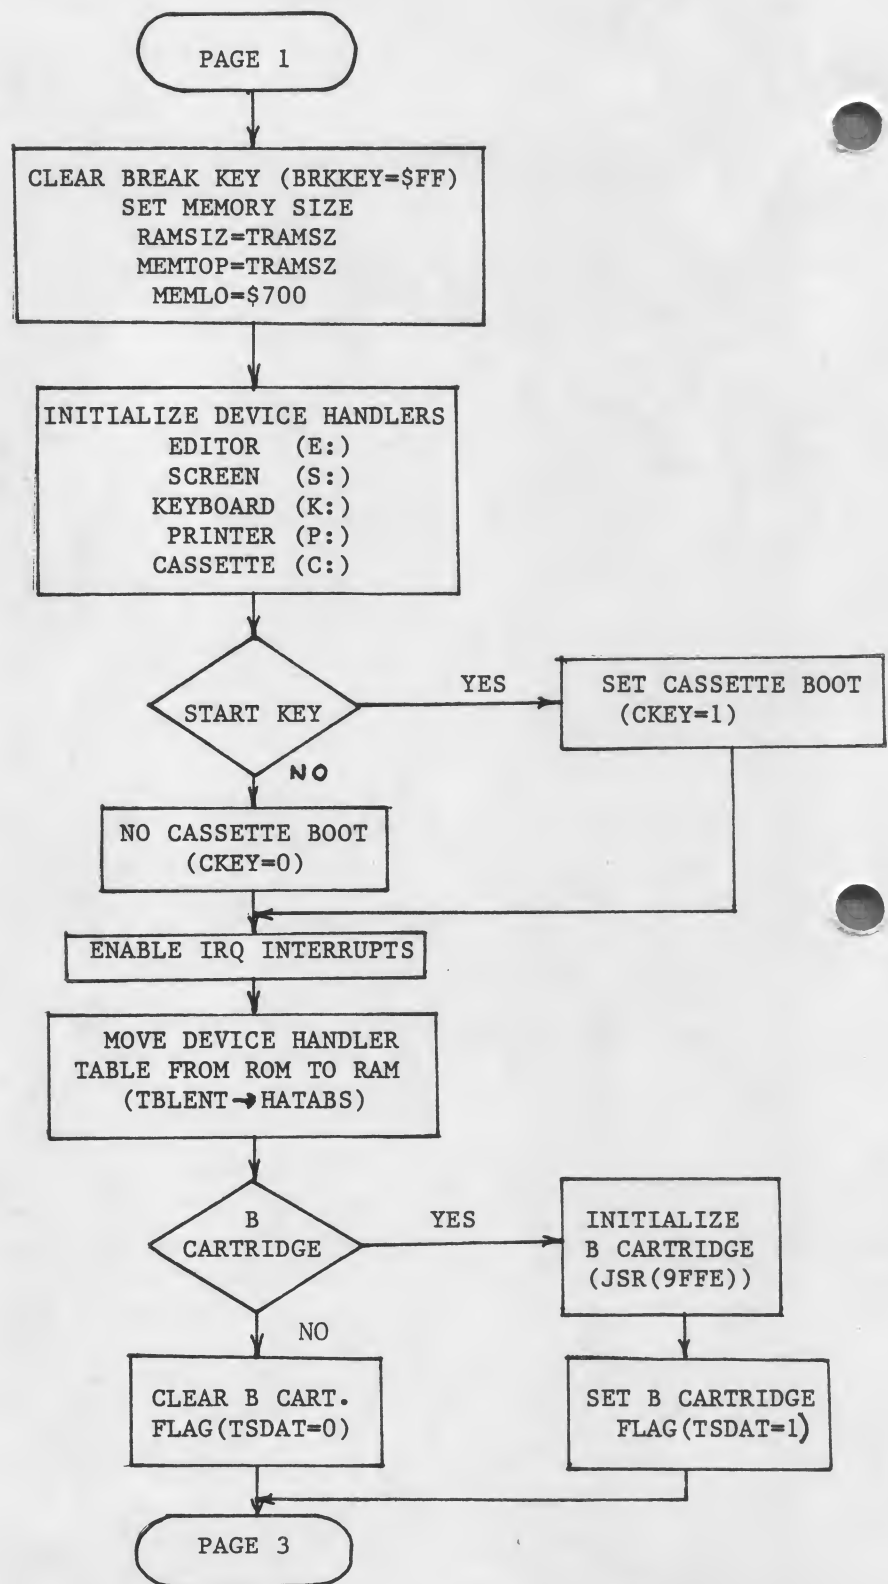 PAGE 1
CLEAR BREAK KEY (BRKKEY=$FF)
SET MEMORY SIZE
RAMSIZ=TRAMSZ
MEMTOP=TRAMSZ
MEMLO=$700
INITIALIZE DEVICE HANDLERS
EDITOR (E:)
SCREEN (S:)
KEYBOARD (K:)
PRINTER (P:)
CASSETTE (C:)
START KEY
YES
SET CASSETTE BOOT
(CKEY=1)
NO
NO CASSETTE BOOT
(CKEY=0)
ENABLE IRQ INTERRUPTS
MOVE DEVICE HANDLER
TABLE FROM ROM TO RAM
(TBLENT→HATABS)
B
CARTRIDGE
YES
INITIALIZE
B CARTRIDGE
(JSR(9FFE))
NO
CLEAR B CART.
FLAG(TSDAT=0)
SET B CARTRIDGE
FLAG(TSDAT=1)
PAGE 3